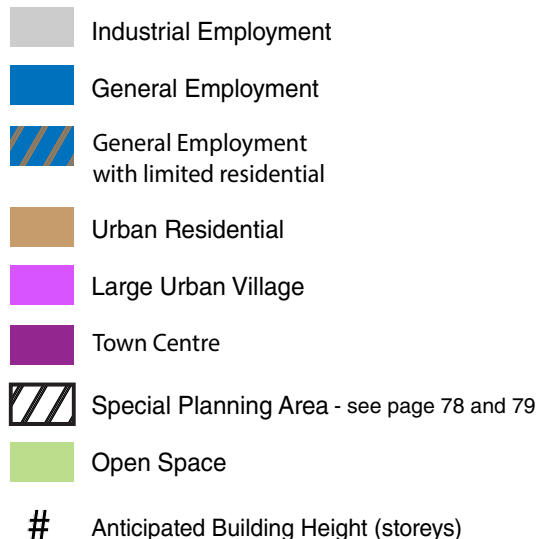 Industrial Employment
General Employment
General Employment
with limited residential
Urban Residential
Large Urban Village
Town Centre
Special Planning Area - see page 78 and 79
Open Space
# Anticipated Building Height (storeys)